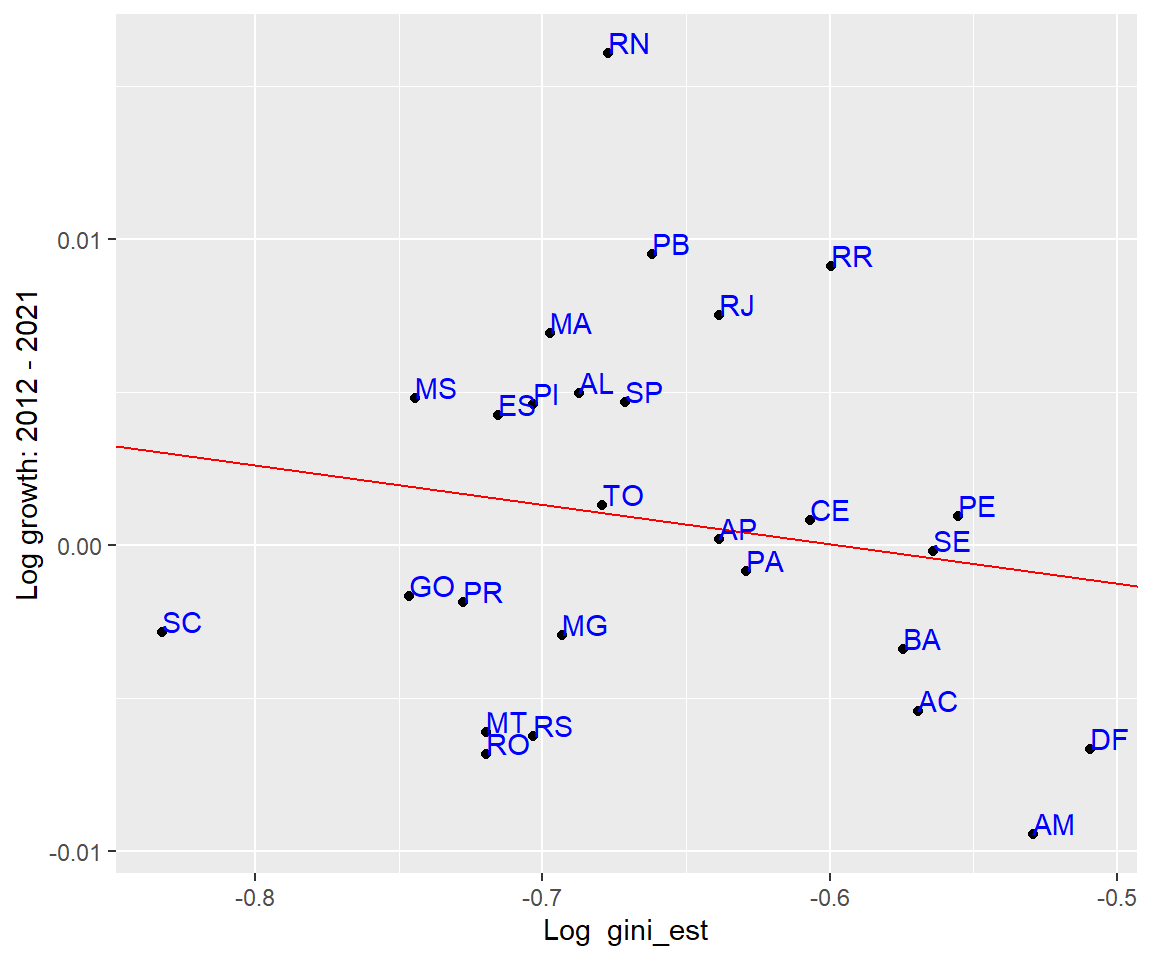 RN
PB
RR
RJ
MA
MS
AL
SP
PI
ES
TO
CE
PE
AP
SE
PA
GO
PR
SC
MG
BA
AC
MT
RS
RO
DF
AM
0.01
0.00
-0.01
-0.8
-0.7
-0.6
-0.5
Log growth: 2012 - 2021
Log  gini_est